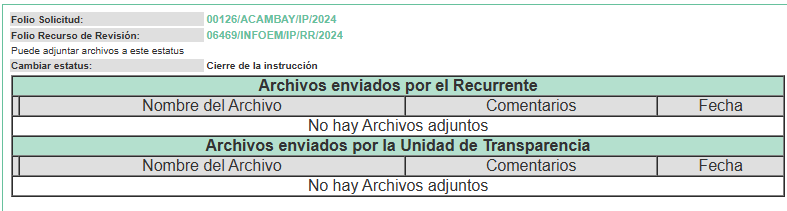 Folio Solicitud: 00126/ACAMBAY/IP/2024
Folio Recurso de Revisión: 06469/INFOEM/IP/RR/2024
Puede adjuntar archivos a este estatus
Cambiar estatus: Cierre de la instrucción
Archivos enviados por el Recurrente
Nombre del Archivo Comentarios Fecha
No hay Archivos adjuntos
Archivos enviados por la Unidad de Transparencia
Nombre del Archivo Comentarios Fecha
No hay Archivos adjuntos